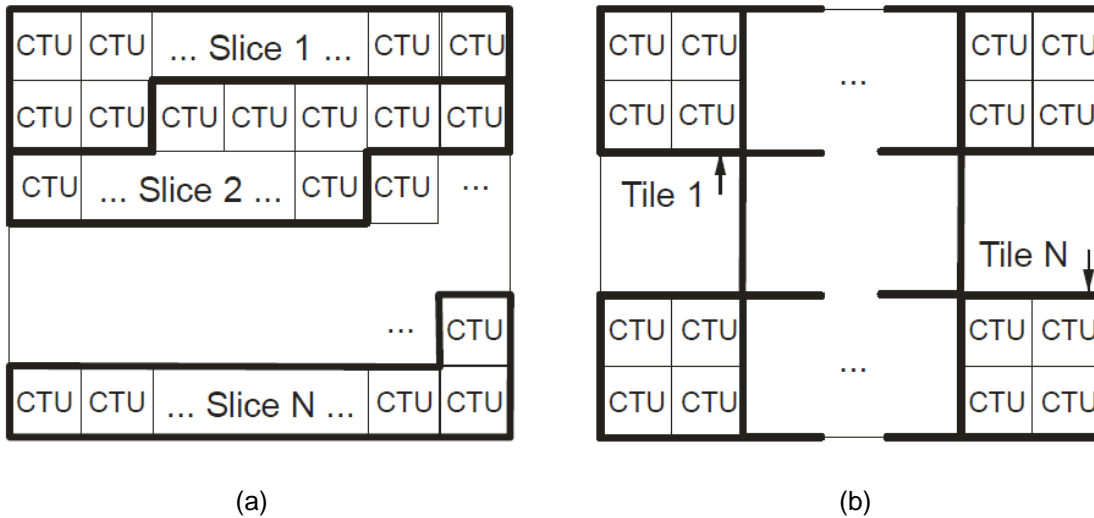 CTU CTU ... Slice 1 ... CTU CTU
CTU CTU CTU CTU CTU CTU CTU
CTU ... Slice 2 ... CTU CTU ...
... CTU
CTU CTU ... Slice N ... CTU CTU
(a)
CTU CTU ... CTU CTU
CTU CTU CTU CTU
Tile 1
Tile N
CTU CTU ... CTU CTU
CTU CTU CTU CTU
(b)